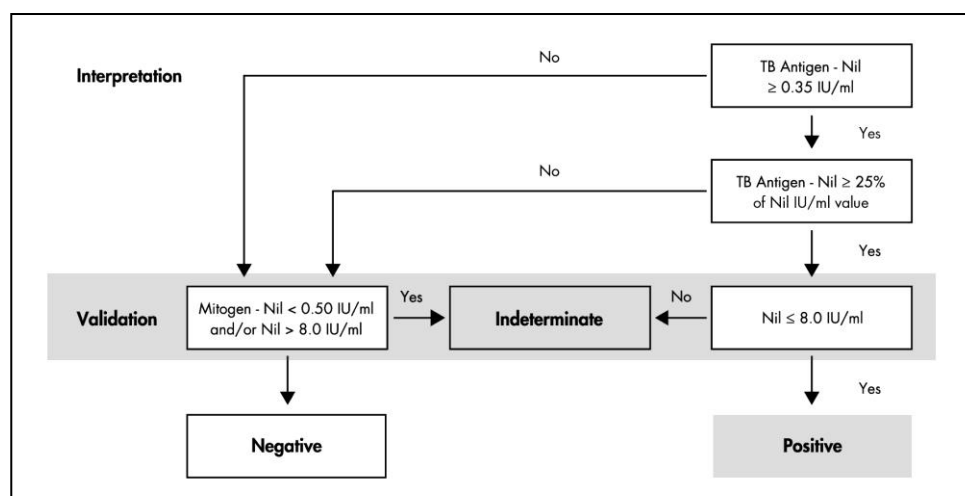 Interpretation
No
TB Antigen - Nil
≥ 0.35 IU/ml
Yes
No
TB Antigen - Nil ≥ 25%
of Nil IU/ml value
Yes
Validation
Mitogen - Nil < 0.50 IU/ml
and/or Nil > 8.0 IU/ml
Yes
Indeterminate
No
Nil ≤ 8.0 IU/ml
Yes
Negative
Positive